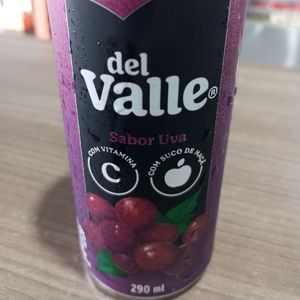 del
Valle®
Sabor Uva
COM VITAMINA
C
COM SUCO DE MAÇÃ
290 ml